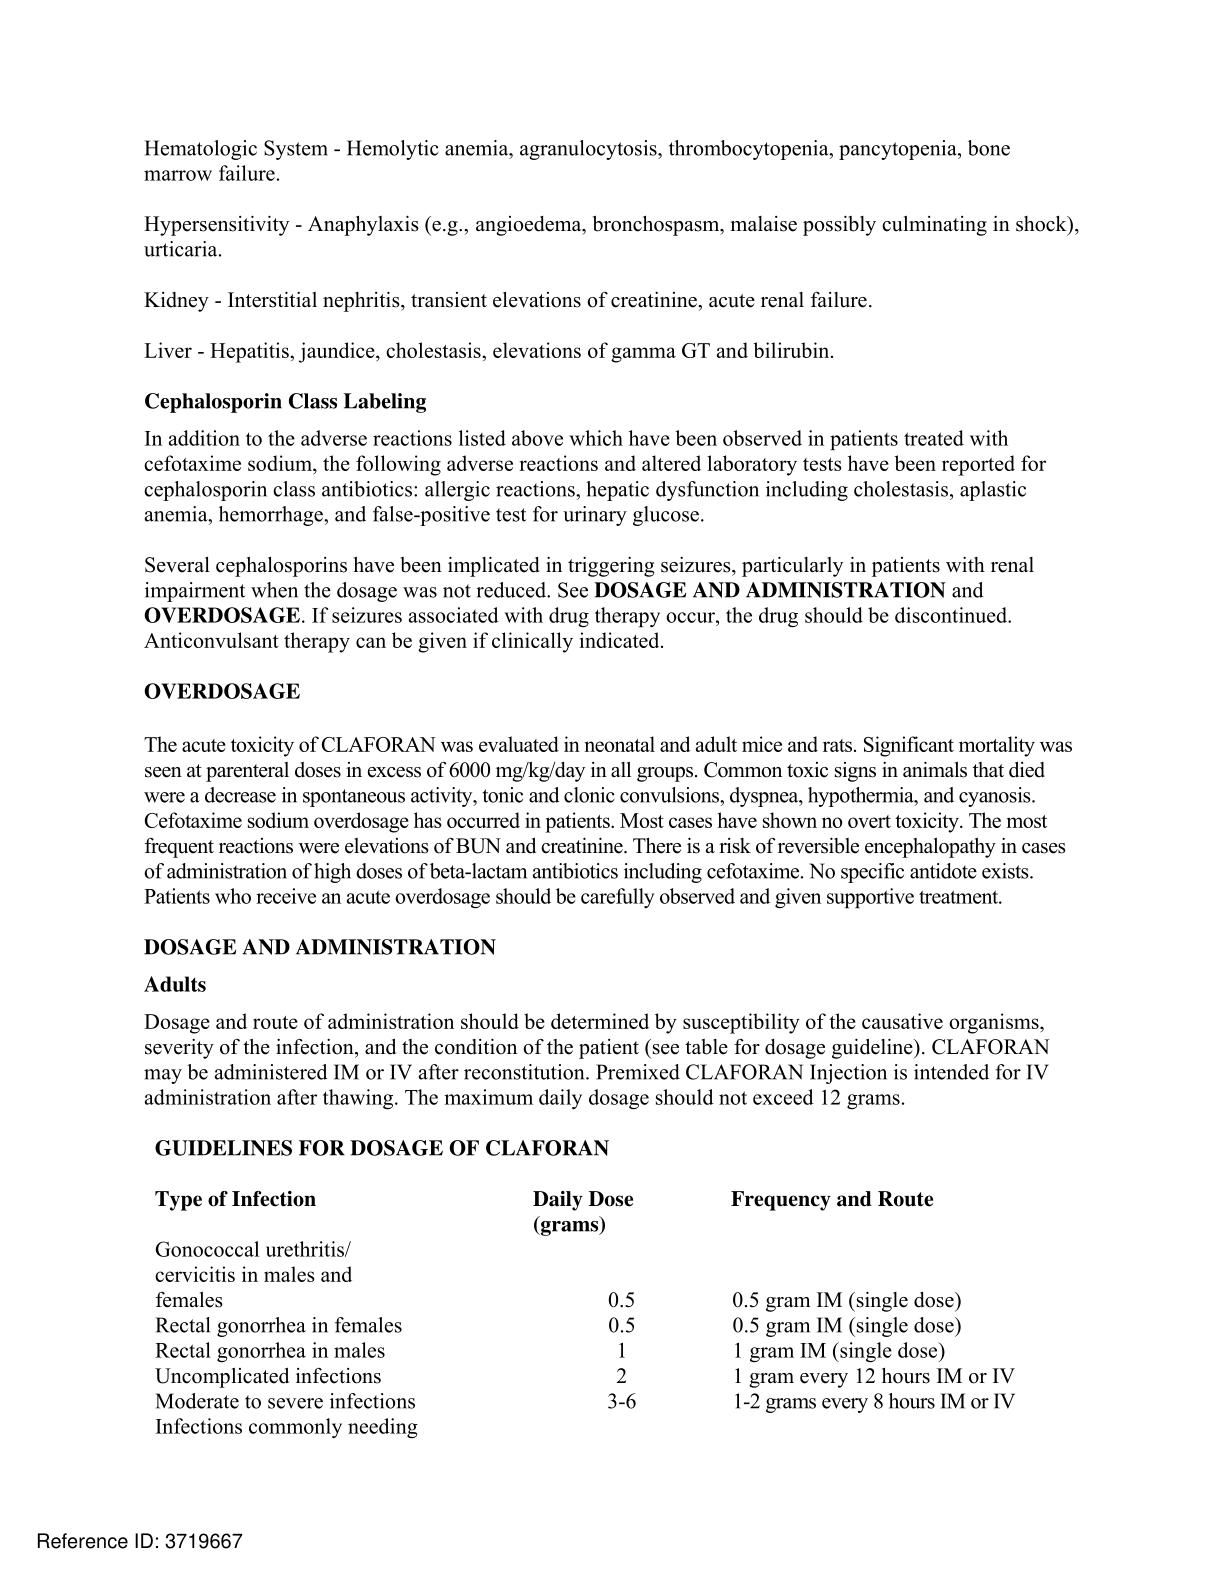 Hematologic System - Hemolytic anemia, agranulocytosis, thrombocytopenia, pancytopenia, bone
marrow failure.
Hypersensitivity - Anaphylaxis (e.g., angioedema, bronchospasm, malaise possibly culminating in shock),
urticaria.
Kidney - Interstitial nephritis, transient elevations of creatinine, acute renal failure.
Liver - Hepatitis, jaundice, cholestasis, elevations of gamma GT and bilirubin.
Cephalosporin Class Labeling
In addition to the adverse reactions listed above which have been observed in patients treated with
cefotaxime sodium, the following adverse reactions and altered laboratory tests have been reported for
cephalosporin class antibiotics: allergic reactions, hepatic dysfunction including cholestasis, aplastic
anemia, hemorrhage, and false-positive test for urinary glucose.
Several cephalosporins have been implicated in triggering seizures, particularly in patients with renal
impairment when the dosage was not reduced. See DOSAGE AND ADMINISTRATION and
OVERDOSAGE. If seizures associated with drug therapy occur, the drug should be discontinued.
Anticonvulsant therapy can be given if clinically indicated.
OVERDOSAGE
The acute toxicity of CLAFORAN was evaluated in neonatal and adult mice and rats. Significant mortality was
seen at parenteral doses in excess of 6000 mg/kg/day in all groups. Common toxic signs in animals that died
were a decrease in spontaneous activity, tonic and clonic convulsions, dyspnea, hypothermia, and cyanosis.
Cefotaxime sodium overdosage has occurred in patients. Most cases have shown no overt toxicity. The most
frequent reactions were elevations of BUN and creatinine. There is a risk of reversible encephalopathy in cases
of administration of high doses of beta-lactam antibiotics including cefotaxime. No specific antidote exists.
Patients who receive an acute overdosage should be carefully observed and given supportive treatment.
DOSAGE AND ADMINISTRATION
Adults
Dosage and route of administration should be determined by susceptibility of the causative organisms,
severity of the infection, and the condition of the patient (see table for dosage guideline). CLAFORAN
may be administered IM or IV after reconstitution. Premixed CLAFORAN Injection is intended for IV
administration after thawing. The maximum daily dosage should not exceed 12 grams.
GUIDELINES FOR DOSAGE OF CLAFORAN
Type of Infection Daily Dose Frequency and Route
(grams)
Gonococcal urethritis/
cervicitis in males and
females 0.5 0.5 gram IM (single dose)
Rectal gonorrhea in females 0.5 0.5 gram IM (single dose)
Rectal gonorrhea in males 1 1 gram IM (single dose)
Uncomplicated infections 2 1 gram every 12 hours IM or IV
Moderate to severe infections 3-6 1-2 grams every 8 hours IM or IV
Infections commonly needing
Reference ID: 3719667